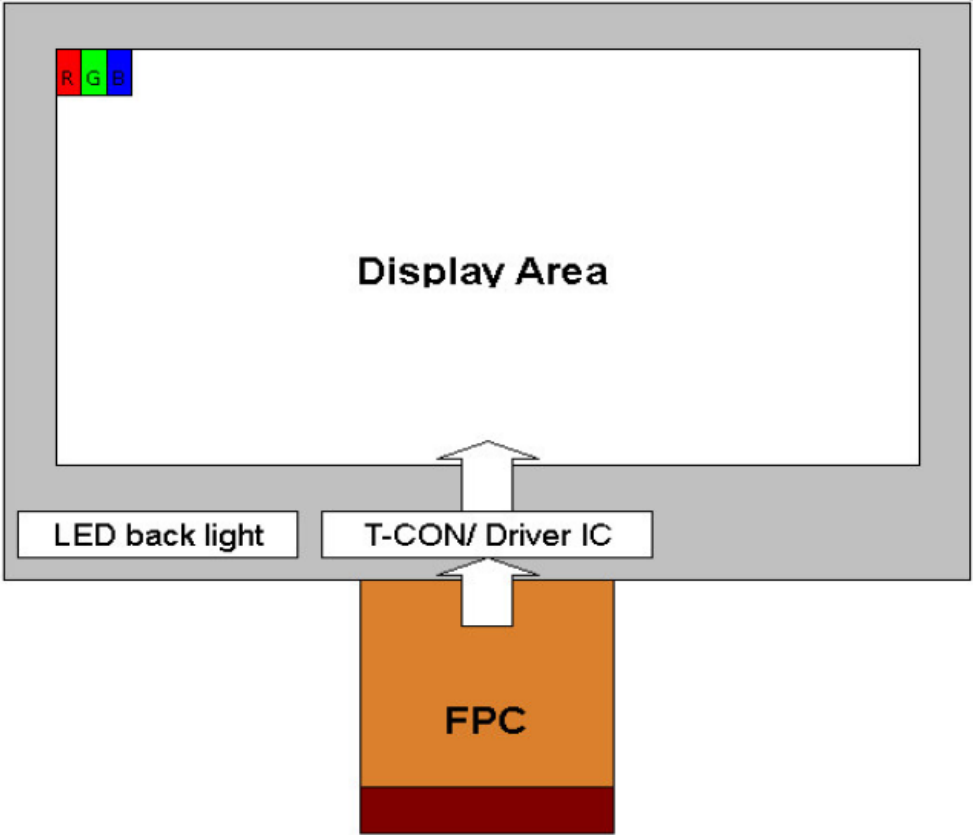 R G B
Display Area
LED back light
T-CON/ Driver IC
FPC